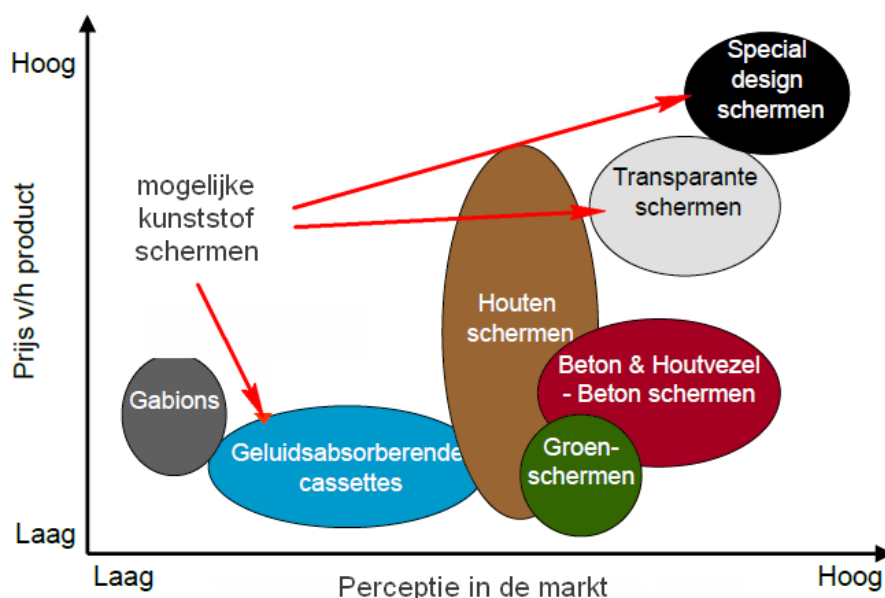 Hoog
Special
design
schermen
Transparante
schermen
mogelijke
kunststof
schermen
Prijs v/h product
Houten
schermen
Beton & Houtvezel
- Beton schermen
Gabions
Geluidsabsorberende
cassettes
Groen-
schermen
Laag
Laag
Perceptie in de markt
Hoog